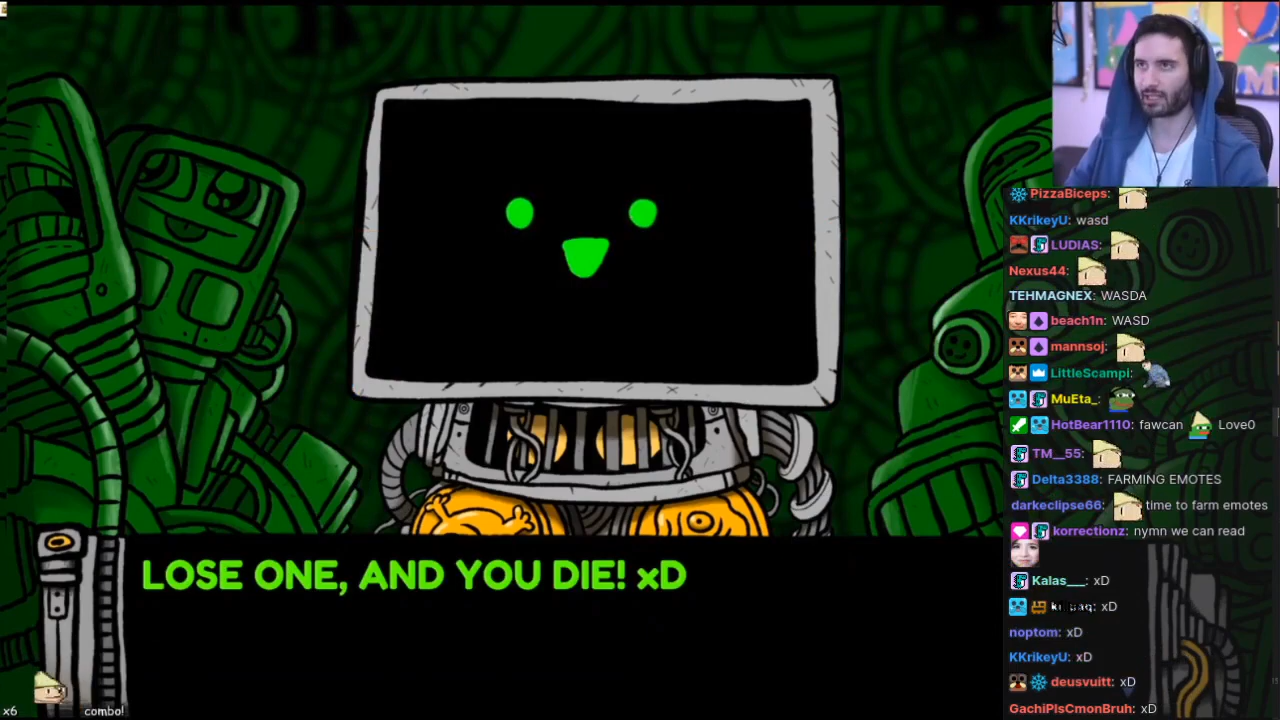 LOSE ONE, AND YOU DIE! xD
x6
combo!
PizzaBiceps:
KKrikeyU: wasd
LUDIAS:
Nexus44:
TEHMAGNEX: WASDA
beach1n: WASD
mannsoj:
LittleScampi:
MuEta_:
HotBear1110: fawcan Love0
TM__55:
Delta3388: FARMING EMOTES
darkeclipse66: time to farm emotes
korrectionz: nymn we can read
Kalas___: xD
xD
noptom: xD
KKrikeyU: xD
deusvuitt: xD
GachiPlsCmonBruh: xD